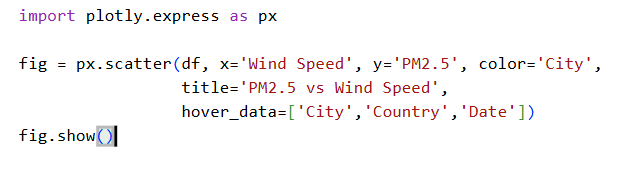 import plotly.express as px
fig = px.scatter(df, x='Wind Speed', y='PM2.5', color='City',
title='PM2.5 vs Wind Speed',
hover_data=['City','Country','Date'])
fig.show()